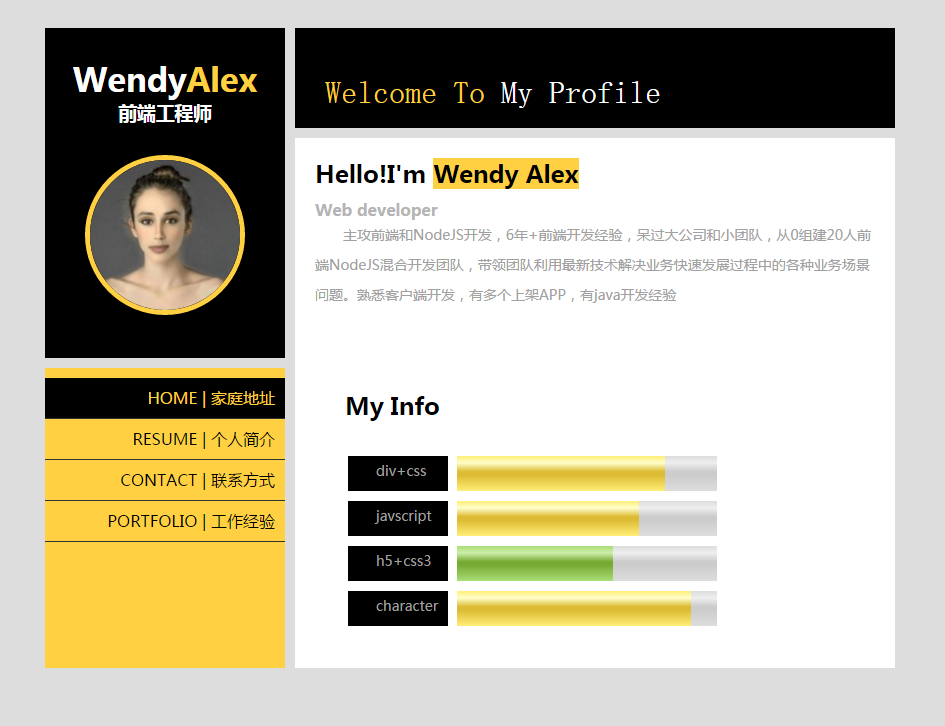 WendyAlex
前端工程师
Welcome To My Profile
Hello!I'm Wendy Alex
Web developer
主攻前端和NodeJS开发，6年+前端开发经验，呆过大公司和小团队，从0组建20人前
端NodeJS混合开发团队，带领团队利用最新技术解决业务快速发展过程中的各种业务场景
问题。熟悉客户端开发，有多个上架APP，有java开发经验
HOME | 家庭地址
RESUME | 个人简介
CONTACT | 联系方式
PORTFOLIO | 工作经验
My Info
div+css
javscript
h5+css3
character